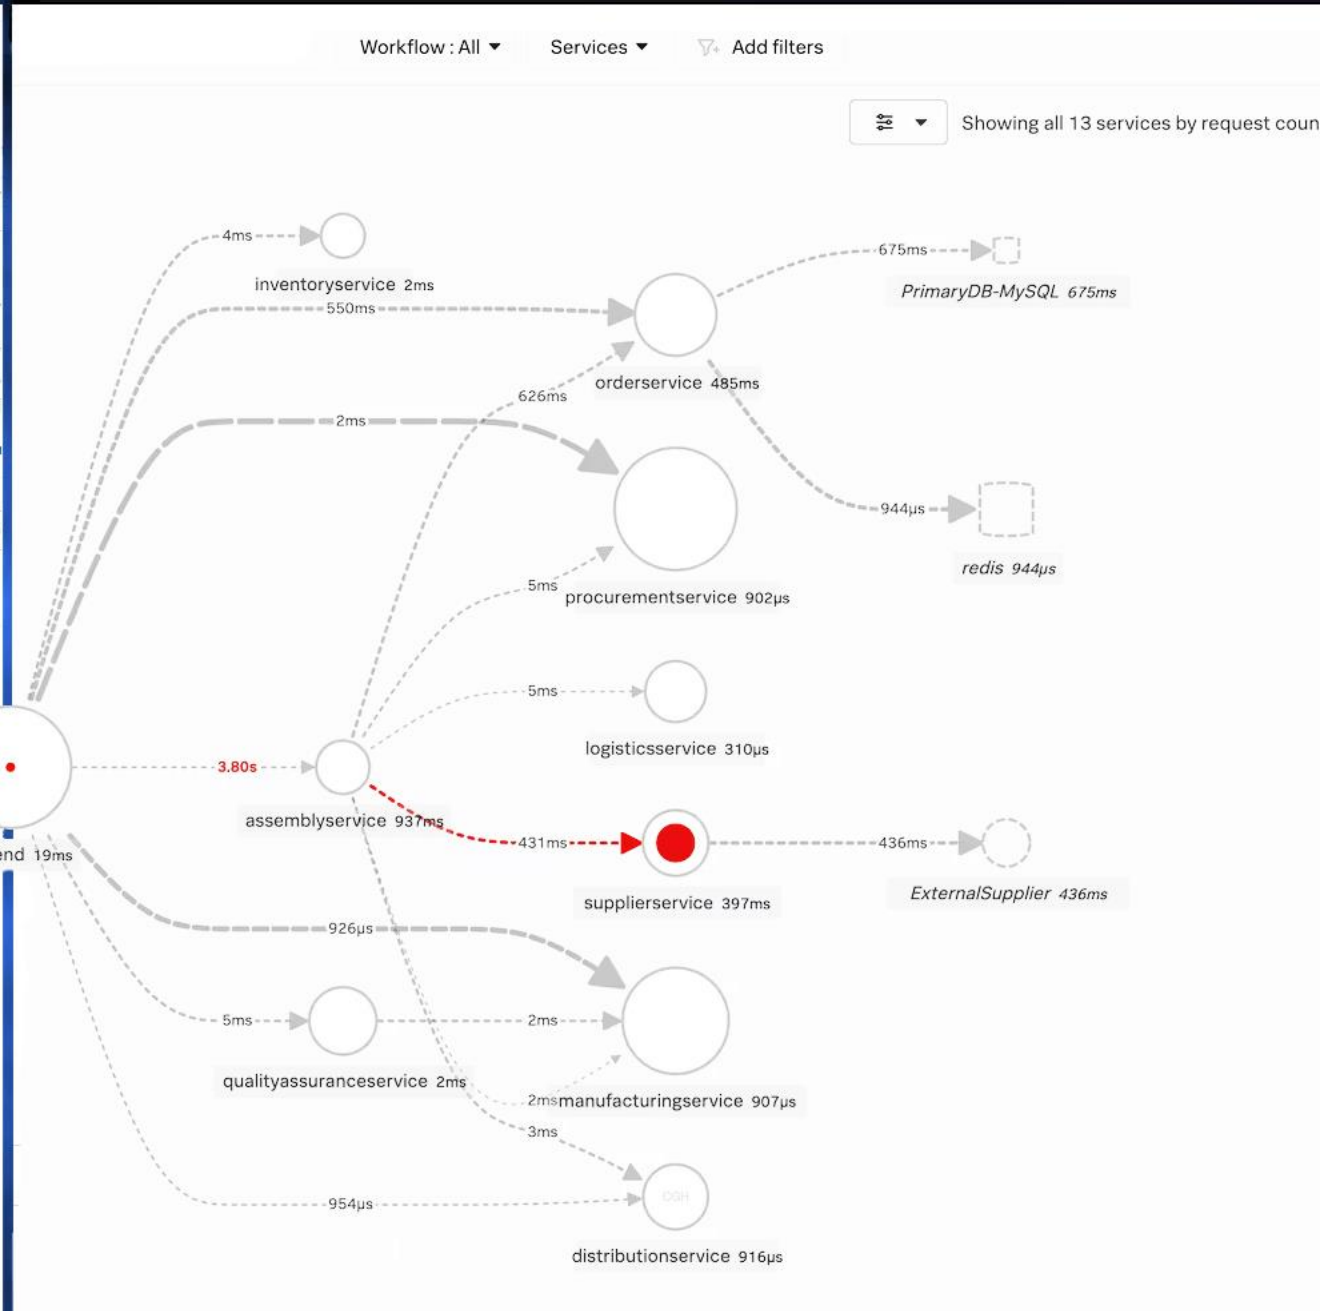 Workflow : All
Services
Add filters
Showing all 13 services by request coun
4ms
inventoryservice 2ms
550ms
675ms
PrimaryDB-MySQL 675ms
orderservice 485ms
626ms
2ms
944µs
redis 944µs
5ms
procurementservice 902µs
5ms
logisticsservice 310µs
3.80s
assemblyservice 937ms
431ms
436ms
end 19ms
supplierservice 397ms
ExternalSupplier 436ms
926µs
5ms
2ms
qualityassuranceservice 2ms
2ms
manufacturingservice 907µs
3ms
954µs
CGH
distributionservice 916µs